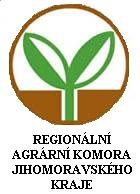 REGIONÁLNÍ
AGRÁRNÍ KOMORA
JIHOMORAVSKÉHO
KRAJE